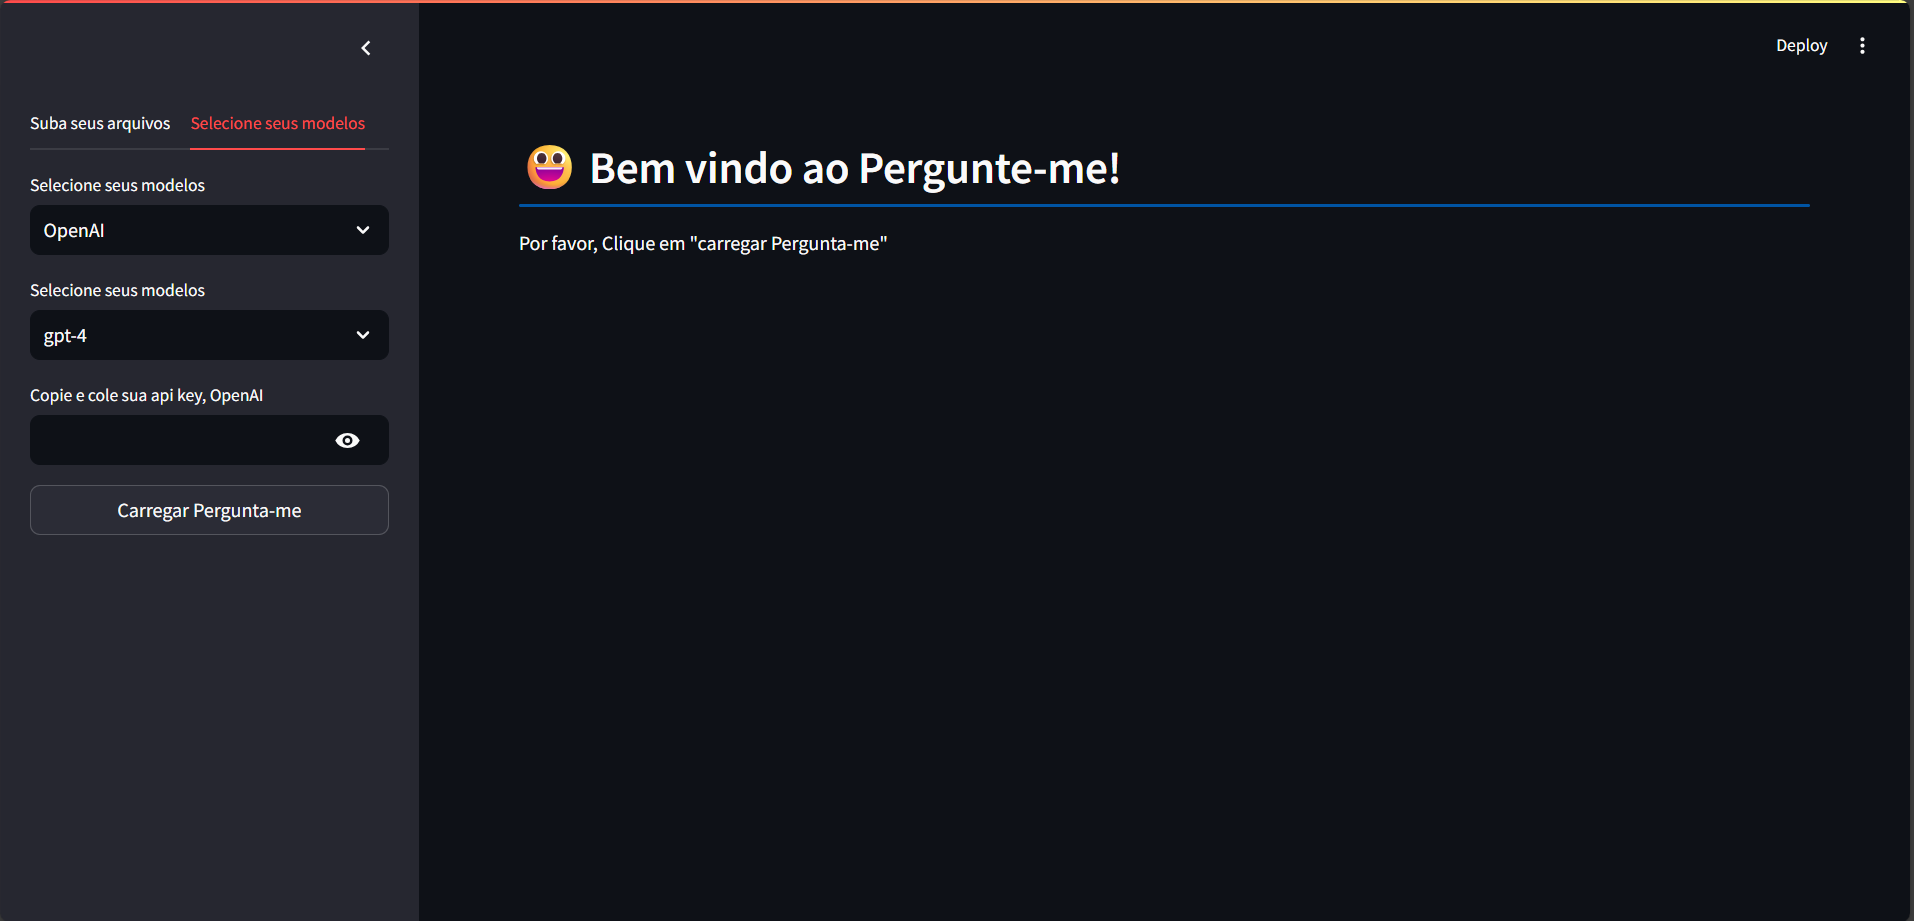 Deploy
Suba seus arquivos
Selecione seus modelos
Selecione seus modelos
OpenAI
Selecione seus modelos
gpt-4
Copie e cole sua api key, OpenAI
Carregar Pergunta-me
Bem vindo ao Pergunte-me!
Por favor, Clique em "carregar Pergunta-me"